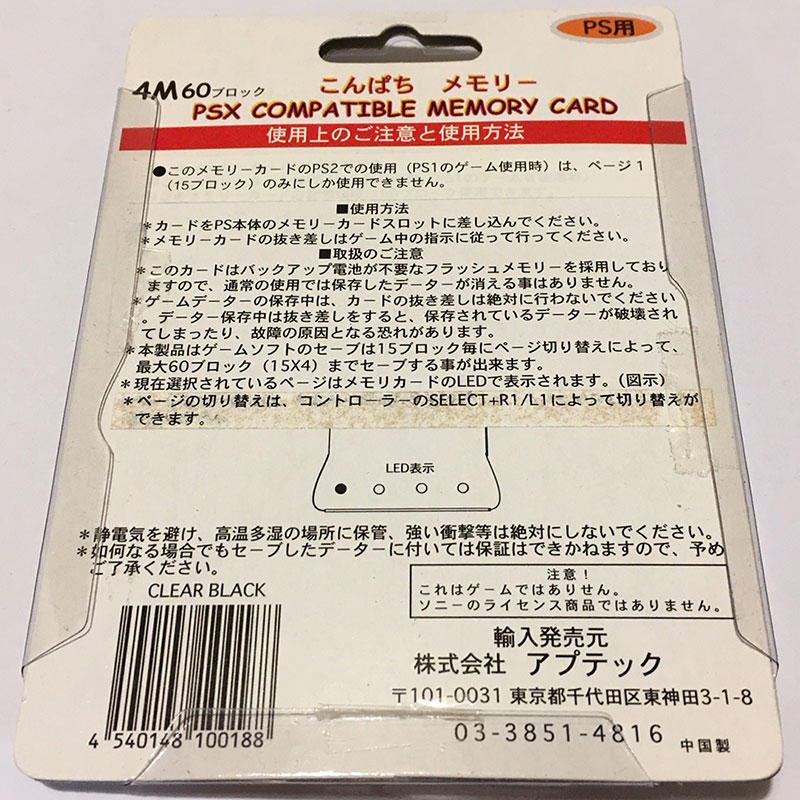 PS用
4M60ブロック
こんぱち メモリー
PSX COMPATIBLE MEMORY CARD
使用上のご注意と使用方法
●このメモリーカードのPS2での使用（PS1のゲーム使用時）は、ページ1
（15ブロック）のみにしか使用できません。
■使用方法
＊カードをPS本体のメモリーカードスロットに差し込んでください。
＊メモリーカードの抜き差しはゲーム中の指示に従って行ってください。
■取扱のご注意
＊このカードはバックアップ電池が不要なフラッシュメモリーを採用しており
ますので、通常の使用では保存したデーターが消える事はありません。
＊ゲームデーターの保存中は、カードの抜き差しは絶対に行わないでください
。データー保存中は抜き差しをすると、保存されているデーターが破壊され
てしまったり、故障の原因となる恐れがあります。
＊本製品はゲームソフトのセーブは15ブロック毎にページ切り替えによって、
最大60ブロック（15X4）までセーブする事が出来ます。
＊現在選択されているページはメモリカードのLEDで表示されます。（図示）
＊ページの切り替えは、コントローラーのSELECT+R1/L1によって切り替えが
できます。
LED表示
＊静電気を避け、高温多湿の場所に保管、強い衝撃等は絶対にしないでください。
＊如何なる場合でもセーブしたデーターに付いては保証はできかねますので、予め
ご了承ください。
CLEAR BLACK
注意！
これはゲームではありせん。
ソニーのライセンス商品ではありません。
輸入発売元
株式会社 アプテック
〒101-0031 東京都千代田区東神田3-1-8
03-3851-4816
中国製
4 540148 100188